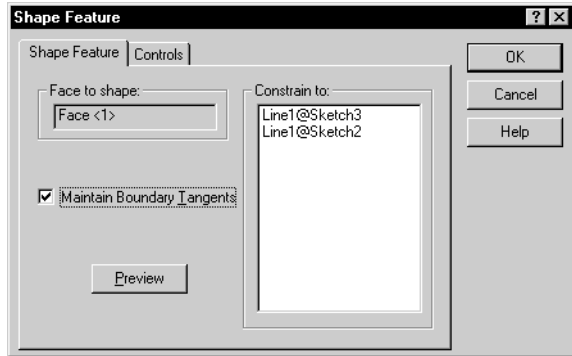 Shape Feature
Shape Feature Controls
OK
Cancel
Help
Face to shape:
Face <1>
Maintain Boundary Tangents
Preview
Constrain to:
Line1@Sketch3
Line1@Sketch2